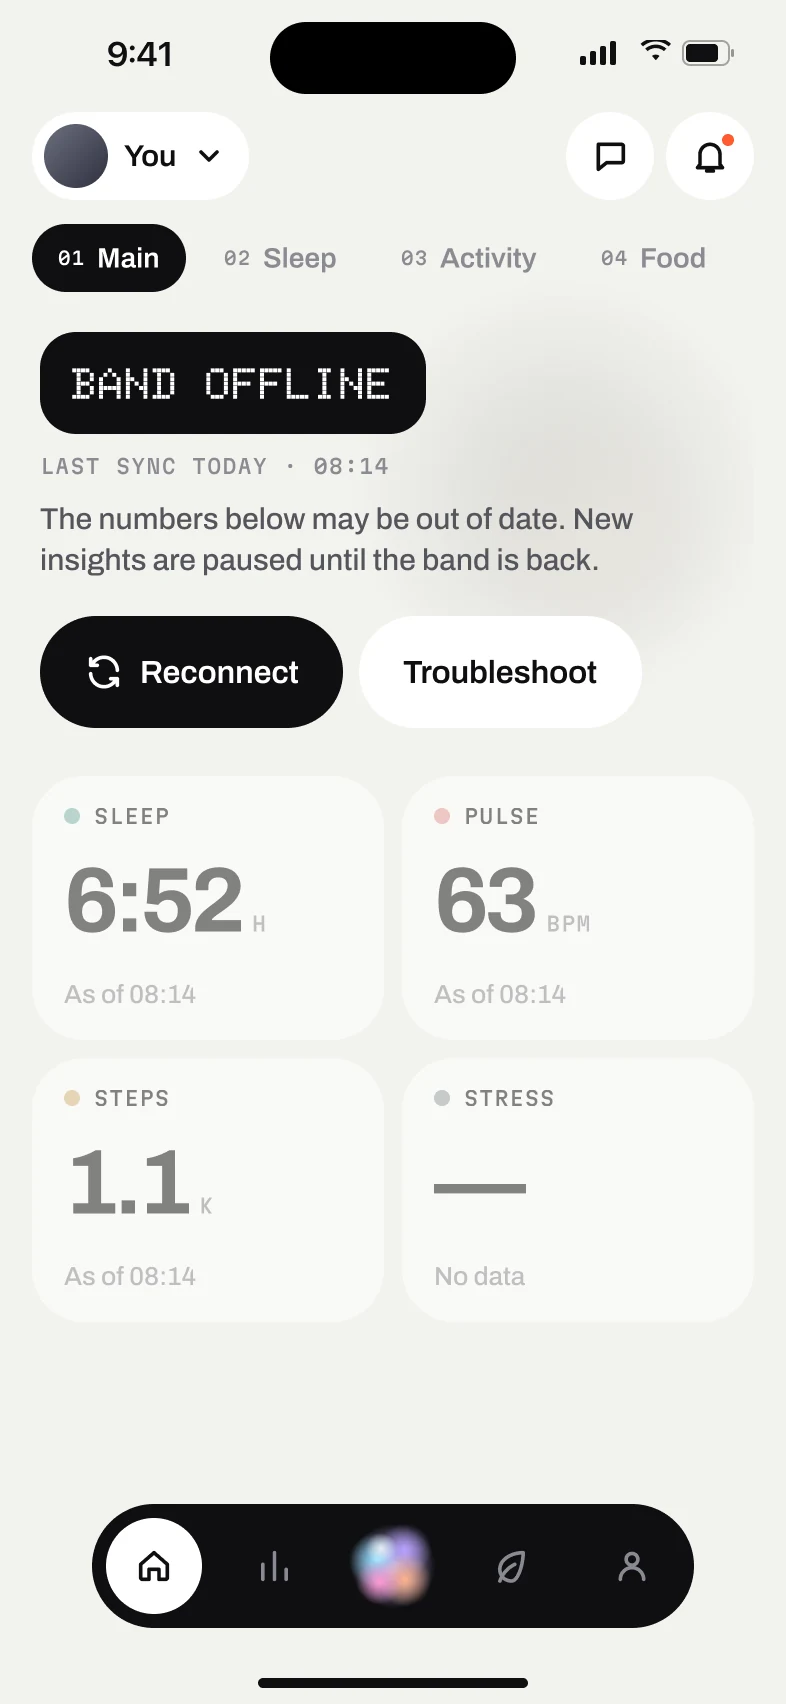 9:41
You
01 Main 02 Sleep 03 Activity 04 Food
BAND OFFLINE
LAST SYNC TODAY · 08:14
The numbers below may be out of date. New
insights are paused until the band is back.
Reconnect Troubleshoot
SLEEP
6:52 H
As of 08:14
PULSE
63 BPM
As of 08:14
STEPS
1.1 K
As of 08:14
STRESS
—
No data